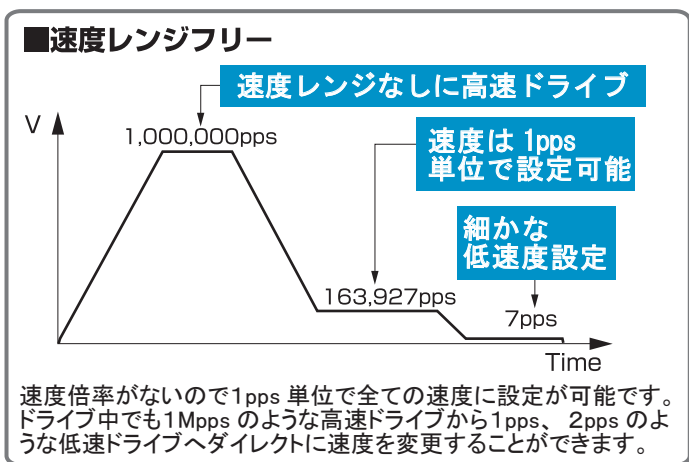 ■速度レンジフリー
速度レンジなしに高速ドライブ
V
1,000,000pps
速度は 1pps
単位で設定可能
細かな
低速度設定
163,927pps
7pps
Time
速度倍率がないので1pps 単位で全ての速度に設定が可能です。
ドライブ中でも1Mpps のような高速ドライブから1pps、 2pps のよ
うな低速ドライブへダイレクトに速度を変更することができます。